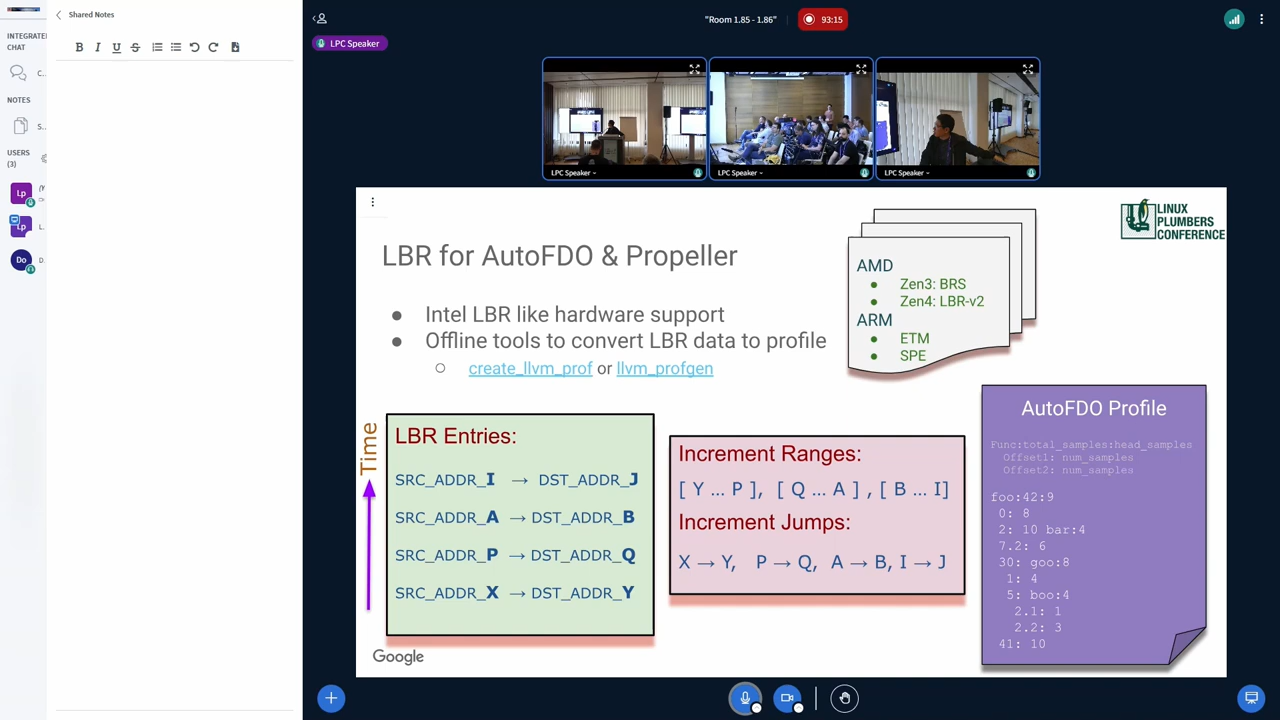 Shared Notes
INTEGRATE
CHAT
C...
NOTES
S...
USERS
(3)
Lp
Lp
L...
Do
D...
B I U S
"Room 1.85 - 1.86"
93:15
LPC Speaker
LPC Speaker
LPC Speaker
LPC Speaker
LINUX
PLUMBERS
CONFERENCE
LBR for AutoFDO & Propeller
● Intel LBR like hardware support
● Offline tools to convert LBR data to profile
○ create_llvm_prof or llvm_profgen
AMD
● Zen3: BRS
● Zen4: LBR-v2
ARM
● ETM
● SPE
Time
LBR Entries:
SRC_ADDR_I → DST_ADDR_J
SRC_ADDR_A → DST_ADDR_B
SRC_ADDR_P → DST_ADDR_Q
SRC_ADDR_X → DST_ADDR_Y
Increment Ranges:
[ Y ... P ], [ Q ... A ] , [ B ... I]
Increment Jumps:
X → Y, P → Q, A → B, I → J
AutoFDO Profile
Func:total_samples:head_samples
Offset1: num_samples
Offset2: num_samples
foo:42:9
0: 8
2: 10 bar:4
7.2: 6
30: goo:8
1: 4
5: boo:4
2.1: 1
2.2: 3
41: 10
Google